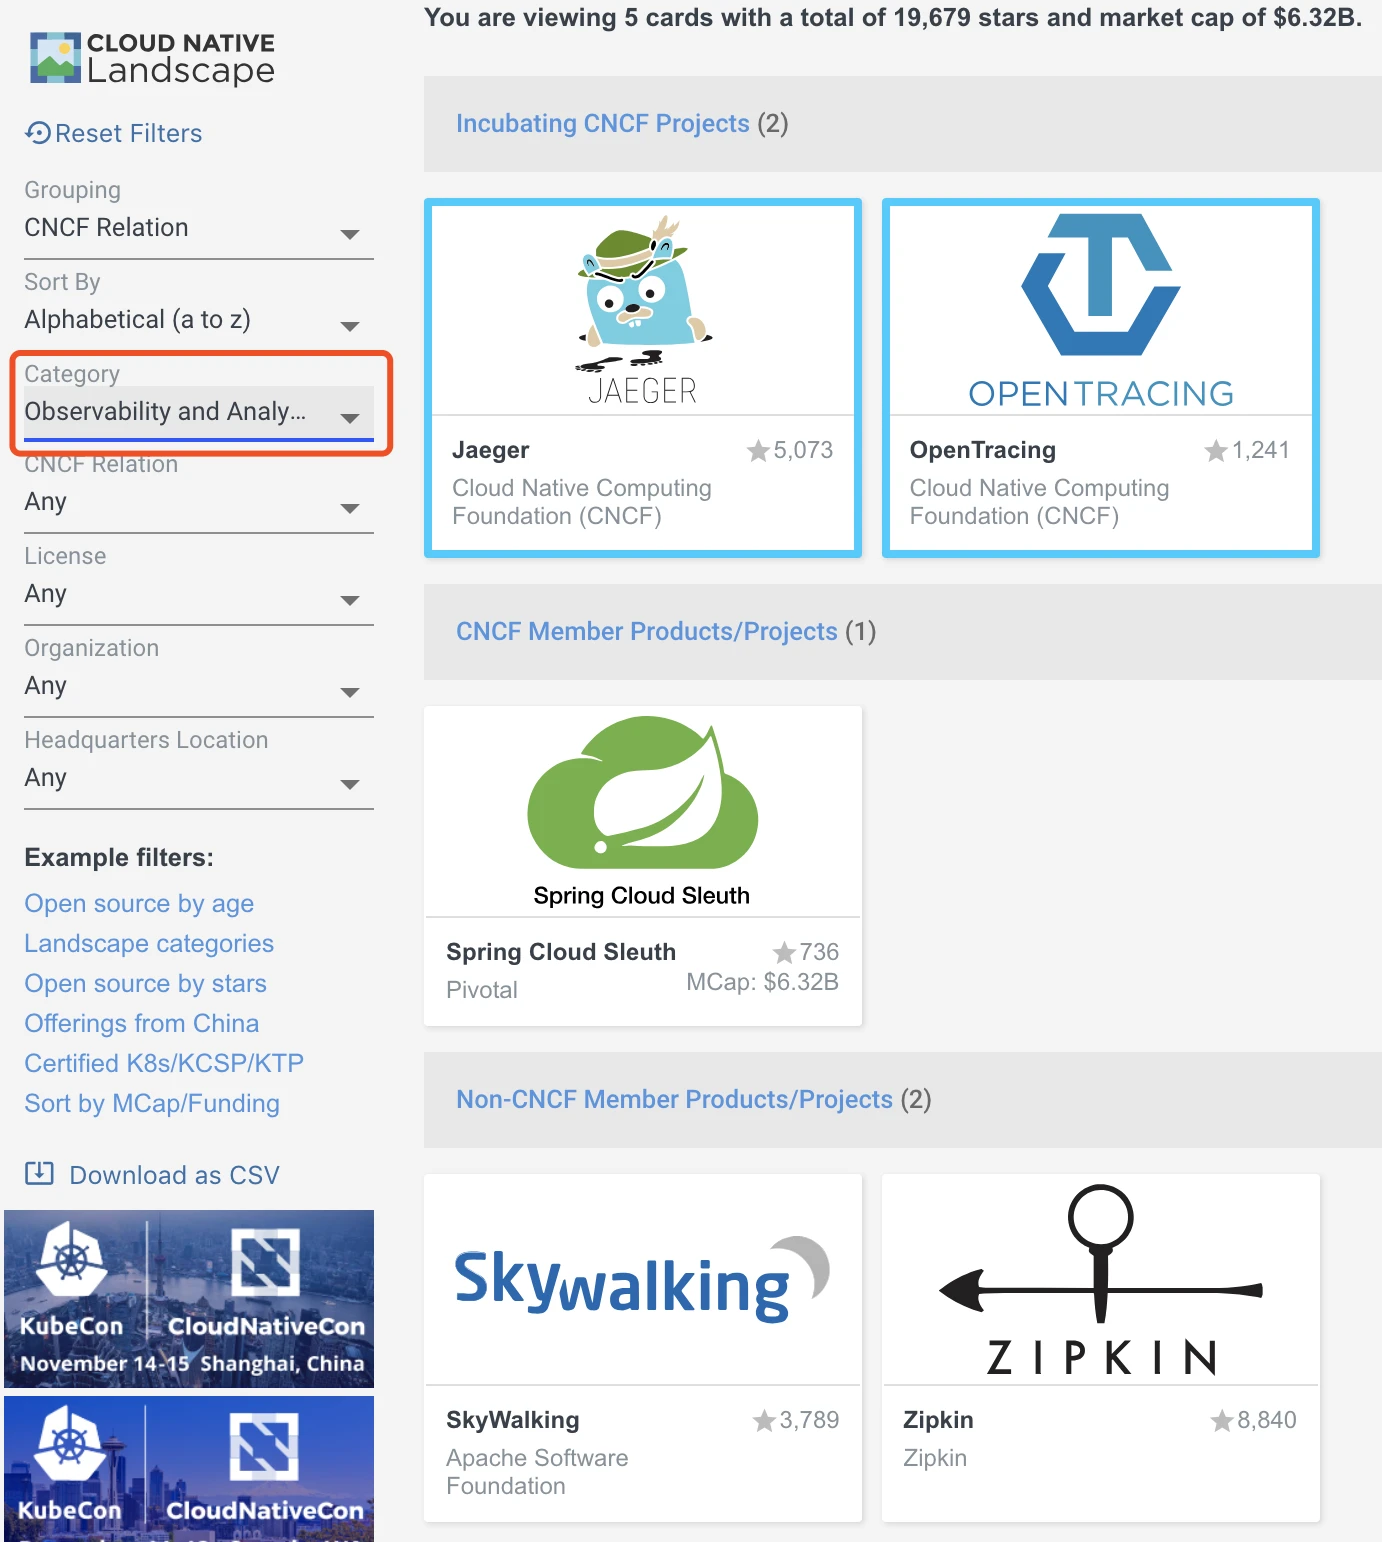 CLOUD NATIVE
Landscape
Reset Filters
Grouping
CNCF Relation
Sort By
Alphabetical (a to z)
Category
Observability and Analy...
CNCF Relation
Any
License
Any
Organization
Any
Headquarters Location
Any
Example filters:
Open source by age
Landscape categories
Open source by stars
Offerings from China
Certified K8s/KCSP/KTP
Sort by MCap/Funding
Download as CSV
KubeCon CloudNativeCon
November 14-15 Shanghai, China
KubeCon CloudNativeCon
You are viewing 5 cards with a total of 19,679 stars and market cap of $6.32B.
Incubating CNCF Projects (2)
JAEGER
Jaeger 5,073
Cloud Native Computing
Foundation (CNCF)
OPENTRACING
OpenTracing 1,241
Cloud Native Computing
Foundation (CNCF)
CNCF Member Products/Projects (1)
Spring Cloud Sleuth
Spring Cloud Sleuth 736
Pivotal MCap: $6.32B
Non-CNCF Member Products/Projects (2)
Skywalking
SkyWalking 3,789
Apache Software
Foundation
ZIPKIN
Zipkin 8,840
Zipkin